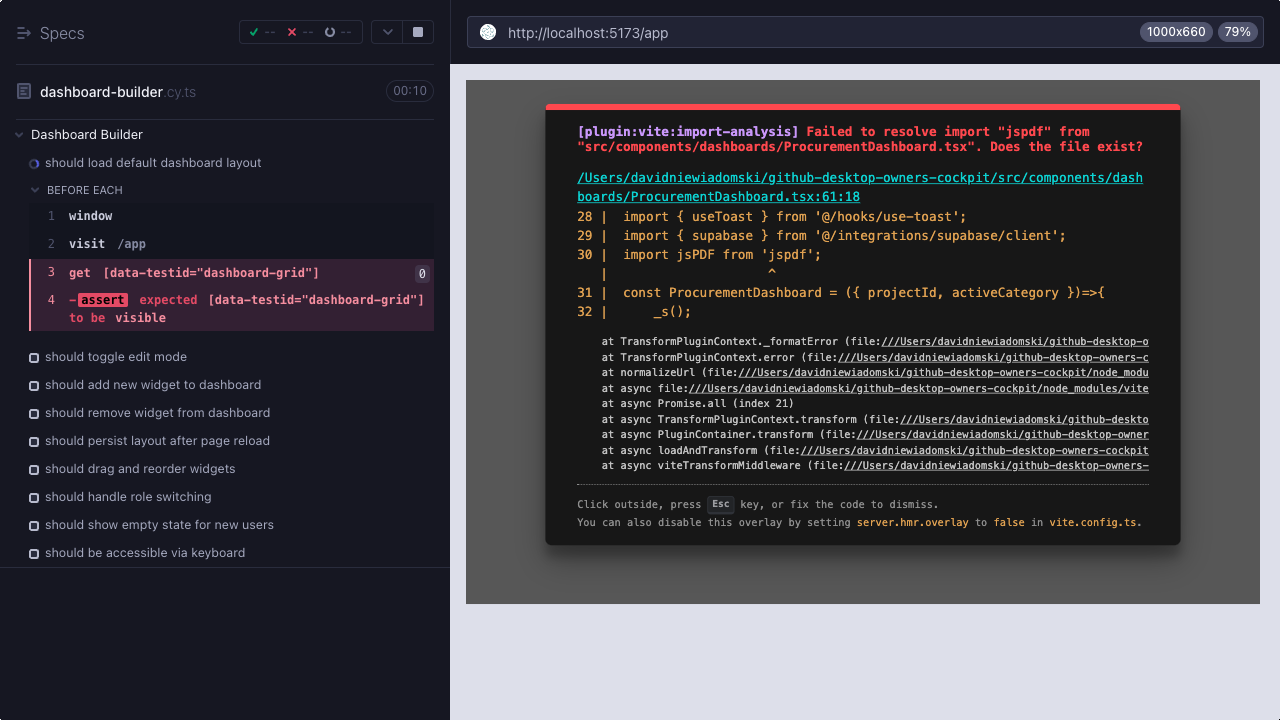 Specs
-- -- --
dashboard-builder.cy.ts
00:10
Dashboard Builder
should load default dashboard layout
BEFORE EACH
1 window
2 visit /app
3 get [data-testid="dashboard-grid"] 0
4 -assert expected [data-testid="dashboard-grid"]
to be visible
should toggle edit mode
should add new widget to dashboard
should remove widget from dashboard
should persist layout after page reload
should drag and reorder widgets
should handle role switching
should show empty state for new users
should be accessible via keyboard
http://localhost:5173/app
1000x660
79%
[plugin:vite:import-analysis] Failed to resolve import "jspdf" from
"src/components/dashboards/ProcurementDashboard.tsx". Does the file exist?
/Users/davidniewiadomski/github-desktop-owners-cockpit/src/components/dash
boards/ProcurementDashboard.tsx:61:18
28 | import { useToast } from '@/hooks/use-toast';
29 | import { supabase } from '@/integrations/supabase/client';
30 | import jsPDF from 'jspdf';
| ^
31 | const ProcurementDashboard = ({ projectId, activeCategory })=>{
32 | _s();
at TransformPluginContext._formatError (file:///Users/davidniewiadomski/github-desktop-o
at TransformPluginContext.error (file:///Users/davidniewiadomski/github-desktop-owners-c
at normalizeUrl (file:///Users/davidniewiadomski/github-desktop-owners-cockpit/node_modu
at async file:///Users/davidniewiadomski/github-desktop-owners-cockpit/node_modules/vite
at async Promise.all (index 21)
at async TransformPluginContext.transform (file:///Users/davidniewiadomski/github-deskto
at async PluginContainer.transform (file:///Users/davidniewiadomski/github-desktop-owner
at async loadAndTransform (file:///Users/davidniewiadomski/github-desktop-owners-cockpit
at async viteTransformMiddleware (file:///Users/davidniewiadomski/github-desktop-owners-
Click outside, press Esc key, or fix the code to dismiss.
You can also disable this overlay by setting server.hmr.overlay to false in vite.config.ts.